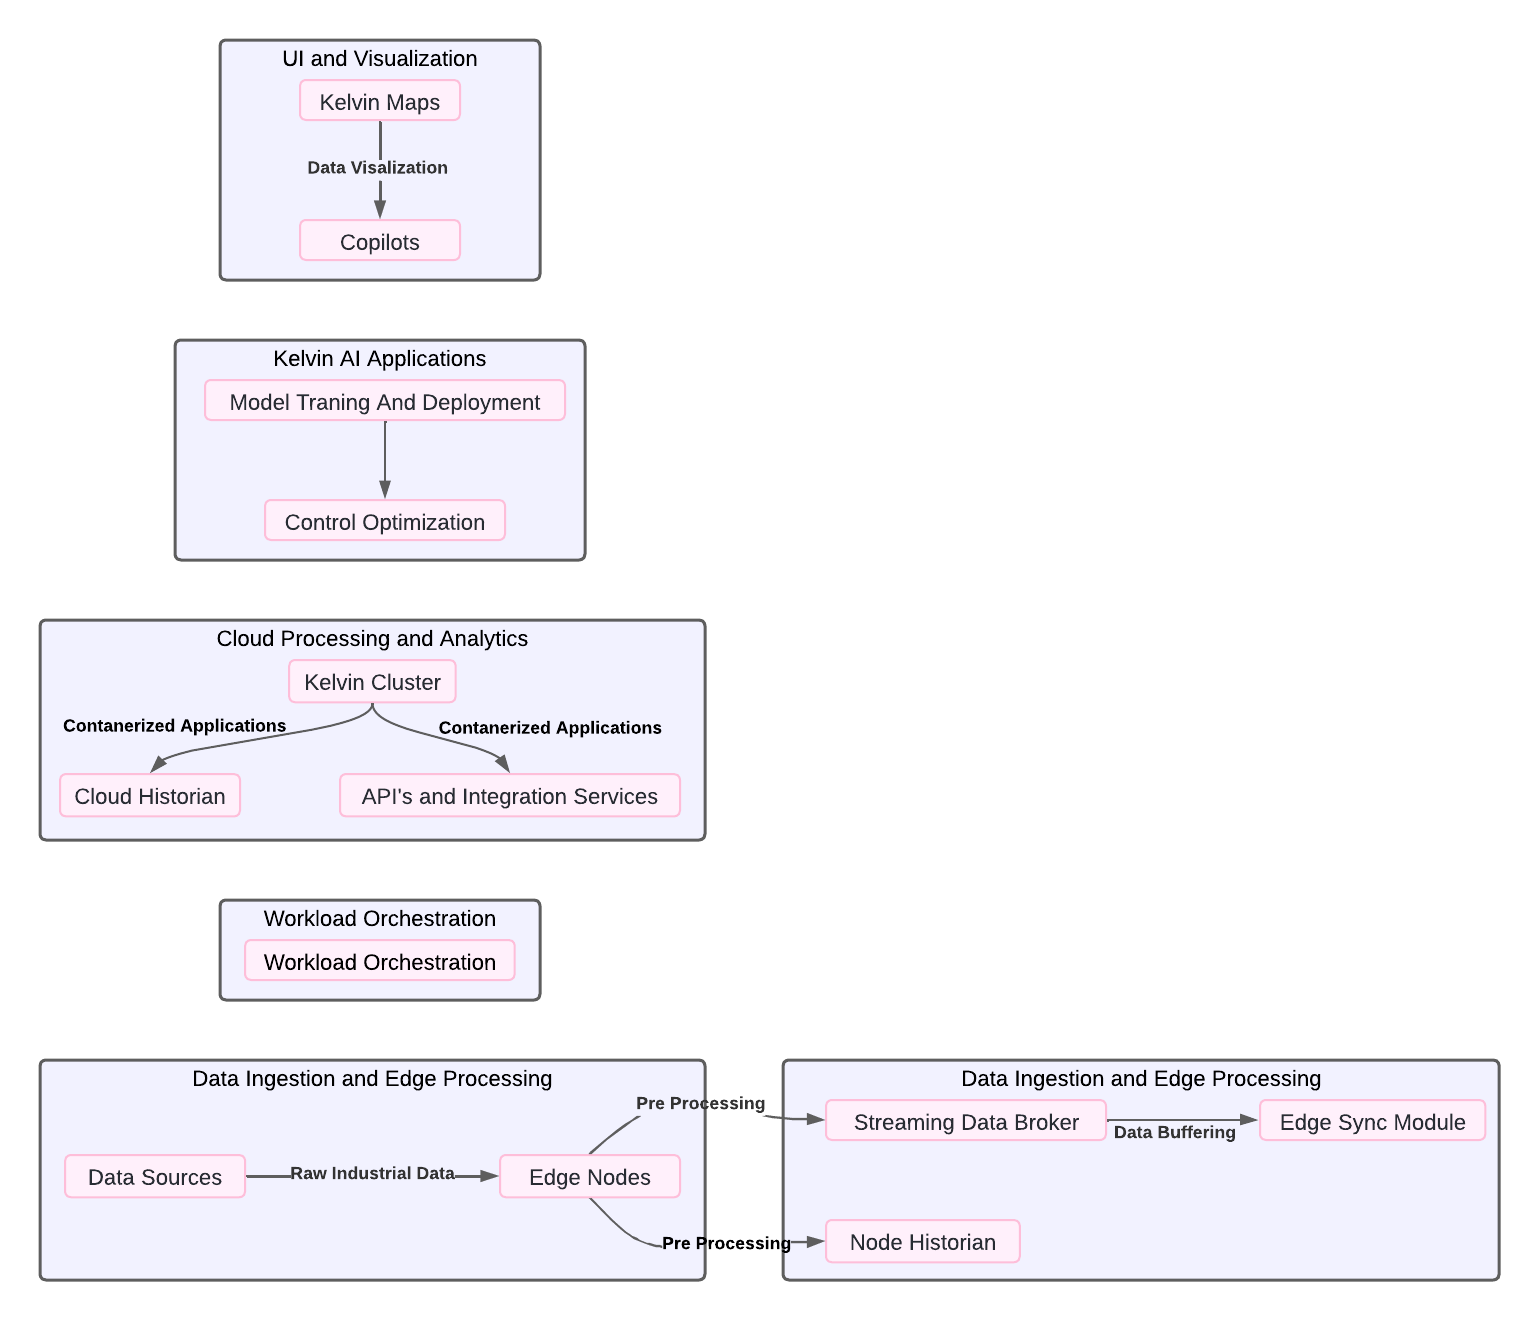 UI and Visualization
Kelvin Maps
Data Visalization
Copilots
Kelvin AI Applications
Model Traning And Deployment
Control Optimization
Cloud Processing and Analytics
Kelvin Cluster
Contanerized Applications
Contanerized Applications
Cloud Historian
API's and Integration Services
Workload Orchestration
Workload Orchestration
Data Ingestion and Edge Processing
Data Sources
Raw Industrial Data
Edge Nodes
Pre Processing
Pre Processing
Data Ingestion and Edge Processing
Streaming Data Broker
Data Buffering
Edge Sync Module
Node Historian